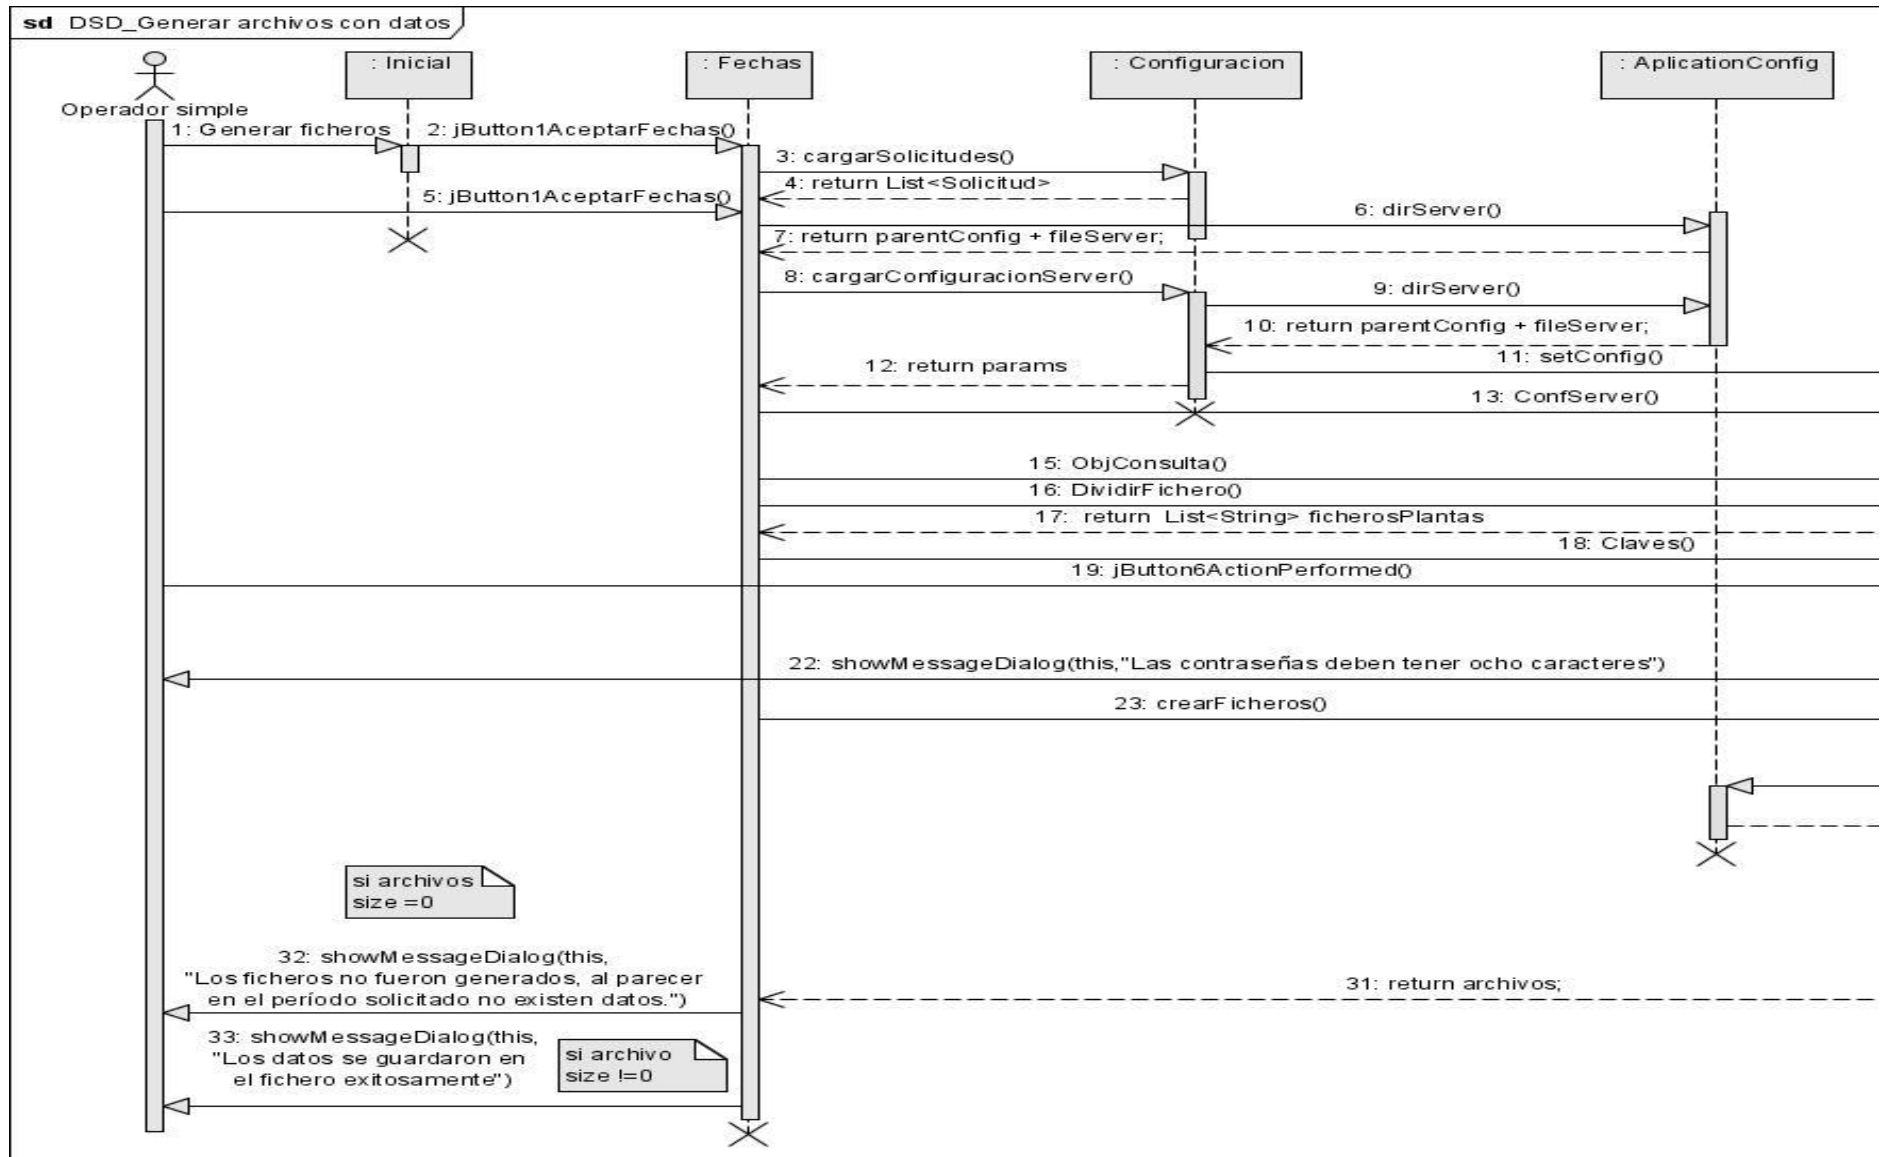 sd DSD_Generar archivos con datos
: Inicial
: Fechas
: Configuracion
: AplicationConfig
Operador simple
1: Generar ficheros
2: jButton1AceptarFechas()
3: cargarSolicitudes()
4: return List<Solicitud>
5: jButton1AceptarFechas()
6: dirServer()
7: return parentConfig + fileServer;
8: cargarConfiguracionServer()
9: dirServer()
10: return parentConfig + fileServer;
11: setConfig()
12: return params
13: ConfServer()
15: ObjConsulta()
16: DividirFichero()
17: return List<String> ficherosPlantas
18: Claves()
19: jButton6ActionPerformed()
22: showMessageDialog(this,"Las contraseñas deben tener ocho caracteres")
23: crearFicheros()
si archivos
size =0
32: showMessageDialog(this,
"Los ficheros no fueron generados, al parecer
en el período solicitado no existen datos.")
31: return archivos;
33: showMessageDialog(this,
"Los datos se guardaron en
el fichero exitosamente")
si archivo
size !=0